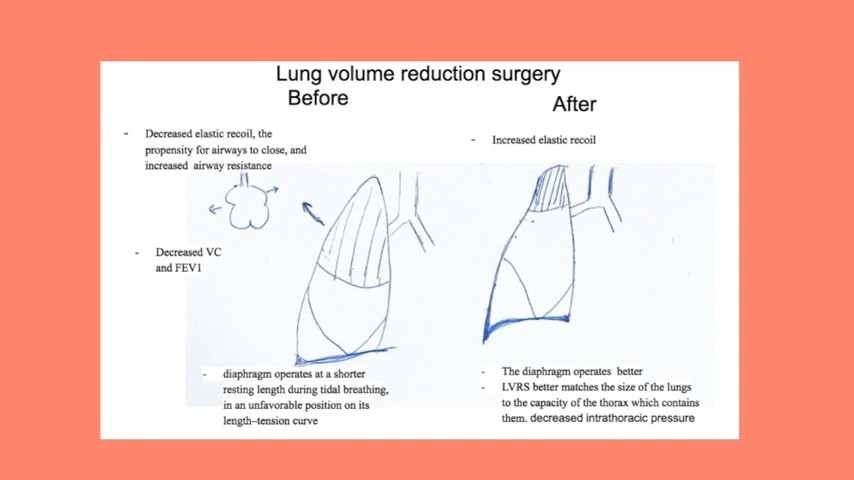 Lung volume reduction surgery
Before
- Decreased elastic recoil, the
propensity for airways to close, and
increased airway resistance
- Decreased VC
and FEV1
- diaphragm operates at a shorter
resting length during tidal breathing,
in an unfavorable position on its
length–tension curve
After
- Increased elastic recoil
- The diaphragm operates better
- LVRS better matches the size of the lungs
to the capacity of the thorax which contains
them. decreased intrathoracic pressure